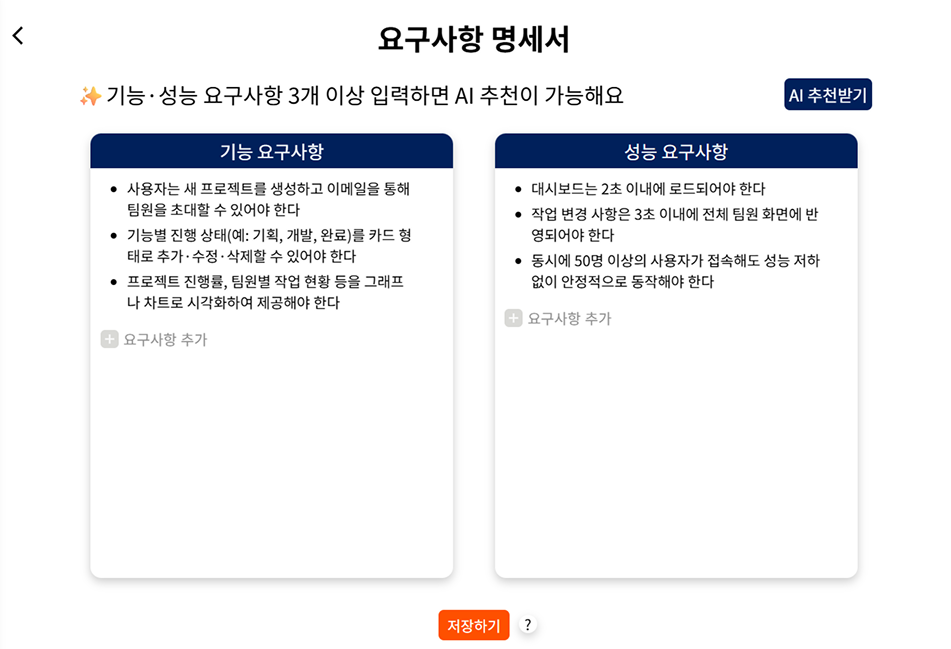 요구사항 명세서
✨ 기능·성능 요구사항 3개 이상 입력하면 AI 추천이 가능해요
AI 추천받기
기능 요구사항
• 사용자는 새 프로젝트를 생성하고 이메일을 통해
팀원을 초대할 수 있어야 한다
• 기능별 진행 상태(예: 기획, 개발, 완료)를 카드 형
태로 추가·수정·삭제할 수 있어야 한다
• 프로젝트 진행률, 팀원별 작업 현황 등을 그래프
나 차트로 시각화하여 제공해야 한다
+ 요구사항 추가
성능 요구사항
• 대시보드는 2초 이내에 로드되어야 한다
• 작업 변경 사항은 3초 이내에 전체 팀원 화면에 반
영되어야 한다
• 동시에 50명 이상의 사용자가 접속해도 성능 저하
없이 안정적으로 동작해야 한다
+ 요구사항 추가
저장하기
?